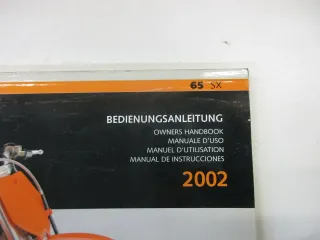 65 SX
BEDIENUNGSANLEITUNG
OWNERS HANDBOOK
MANUALE D'USO
MANUEL D'UTILISATION
MANUAL DE INSTRUCCIONES
2002